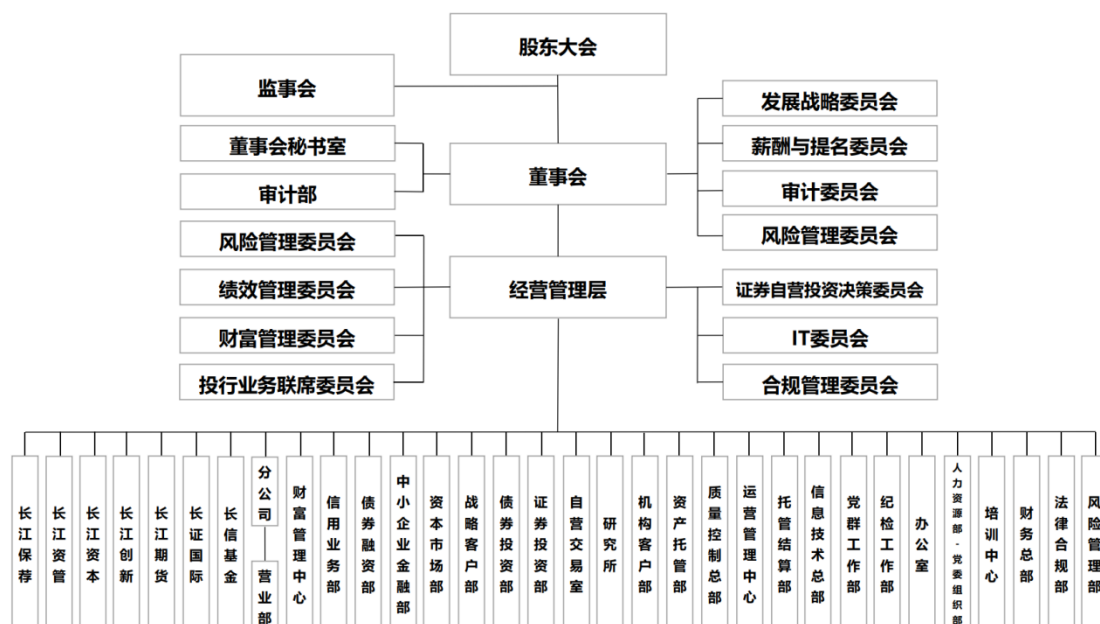 股东大会
监事会
董事会秘书室
审计部
董事会
发展战略委员会
薪酬与提名委员会
审计委员会
风险管理委员会
风险管理委员会
绩效管理委员会
财富管理委员会
投行业务联席委员会
经营管理层
证券自营投资决策委员会
IT委员会
合规管理委员会
长江保荐
长江资管
长江资本
长江创新
长江期货
长证国际
长信基金
分公司
营业部
财富管理中心
信用业务部
债券融资部
中小企业金融部
资本市场部
战略客户部
债券投资部
证券投资部
自营交易室
研究所
机构客户部
资产托管部
质量控制总部
运营管理中心
托管结算部
信息技术总部
党群工作部
纪检工作部
办公室
人力资源部-党委组织部
培训中心
财务总部
法律合规部
风险管理部